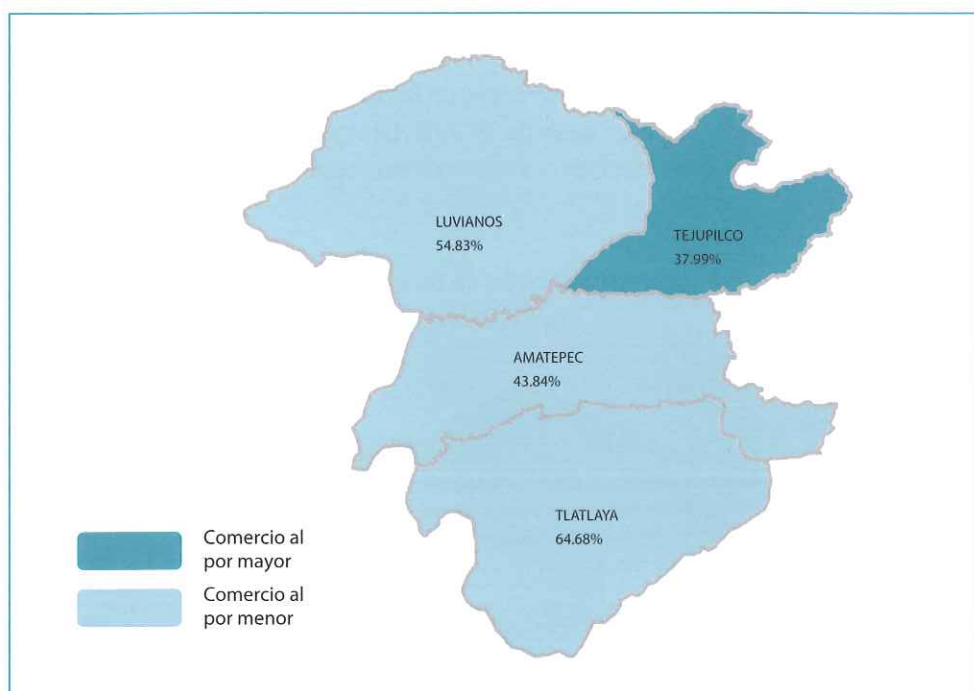 LUVIANOS
54.83%
TEJUPILCO
37.99%
AMATEPEC
43.84%
TLATLAYA
64.68%
Comercio al
por mayor
Comercio al
por menor